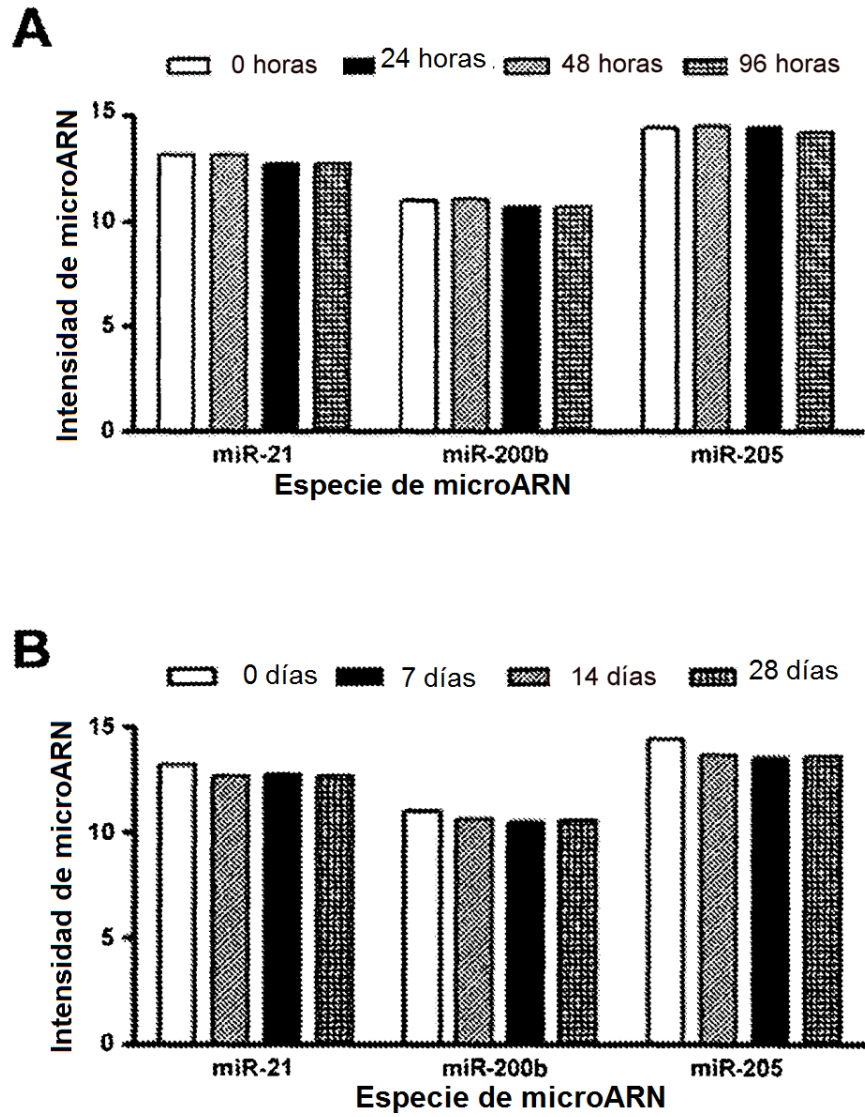 A
0 horas 24 horas 48 horas 96 horas
Intensidad de microARN
15
10
5
0
miR-21 miR-200b miR-205
Especie de microARN
B
0 días 7 días 14 días 28 días
Intensidad de microARN
15
10
5
0
miR-21 miR-200b miR-205
Especie de microARN